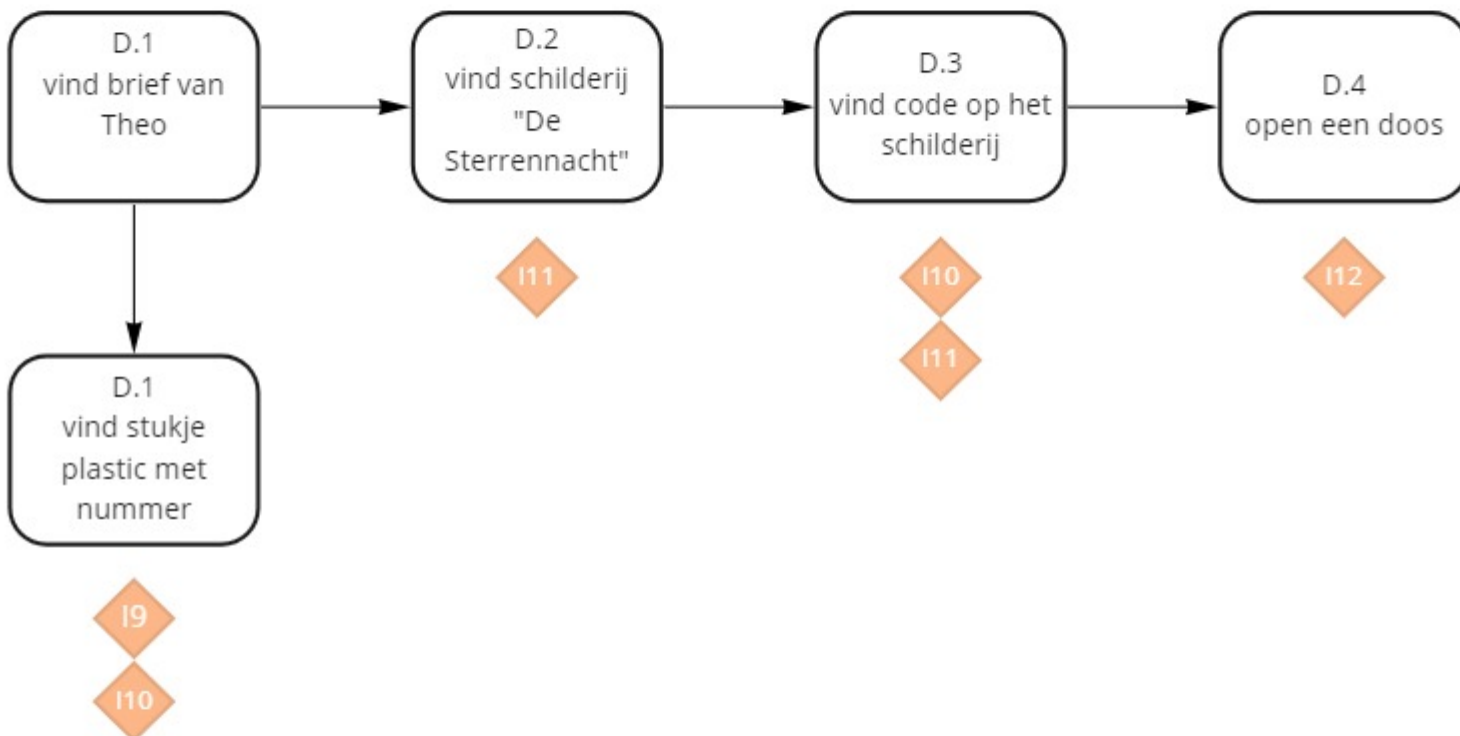 D.1
vind brief van
Theo
D.2
vind schilderij
"De
Sterrennacht"
D.3
vind code op het
schilderij
D.4
open een doos
I11
I10
I11
I12
D.1
vind stukje
plastic met
nummer
I9
I10